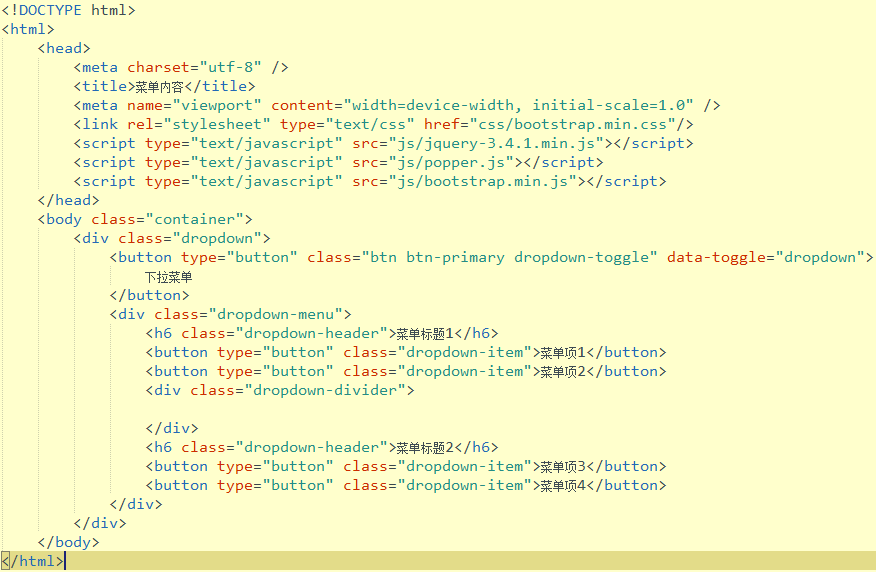 <!DOCTYPE html>
<html>
    <head>
        <meta charset="utf-8" />
        <title>菜单内容</title>
        <meta name="viewport" content="width=device-width, initial-scale=1.0" />
        <link rel="stylesheet" type="text/css" href="css/bootstrap.min.css"/>
        <script type="text/javascript" src="js/jquery-3.4.1.min.js"></script>
        <script type="text/javascript" src="js/popper.js"></script>
        <script type="text/javascript" src="js/bootstrap.min.js"></script>
    </head>
    <body class="container">
        <div class="dropdown">
            <button type="button" class="btn btn-primary dropdown-toggle" data-toggle="dropdown">
                下拉菜单
            </button>
            <div class="dropdown-menu">
                <h6 class="dropdown-header">菜单标题1</h6>
                <button type="button" class="dropdown-item">菜单项1</button>
                <button type="button" class="dropdown-item">菜单项2</button>
                <div class="dropdown-divider">

                </div>
                <h6 class="dropdown-header">菜单标题2</h6>
                <button type="button" class="dropdown-item">菜单项3</button>
                <button type="button" class="dropdown-item">菜单项4</button>
            </div>
        </div>
    </body>
</html>